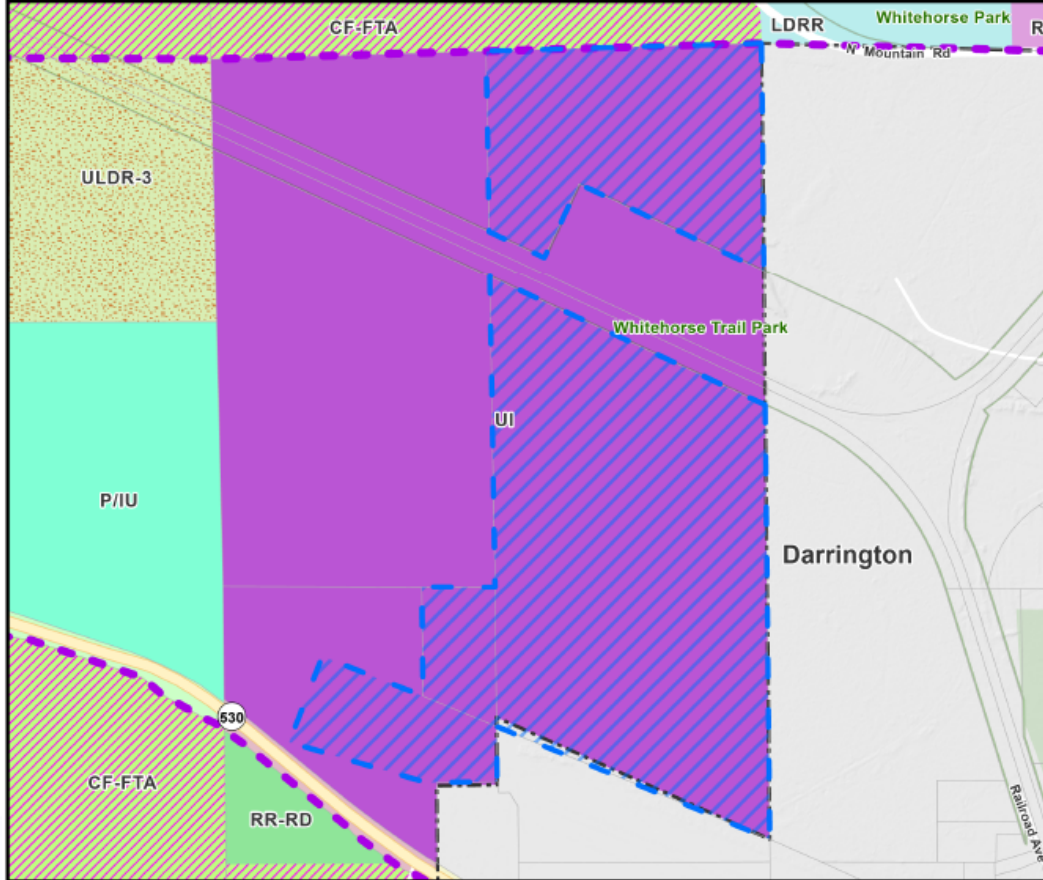 CF-FTA
LDRR
Whitehorse Park
R
N Mountain Rd
ULDR-3
Whitehorse Trail Park
UI
P/IU
Darrington
530
CF-FTA
RR-RD
Railroad Ave